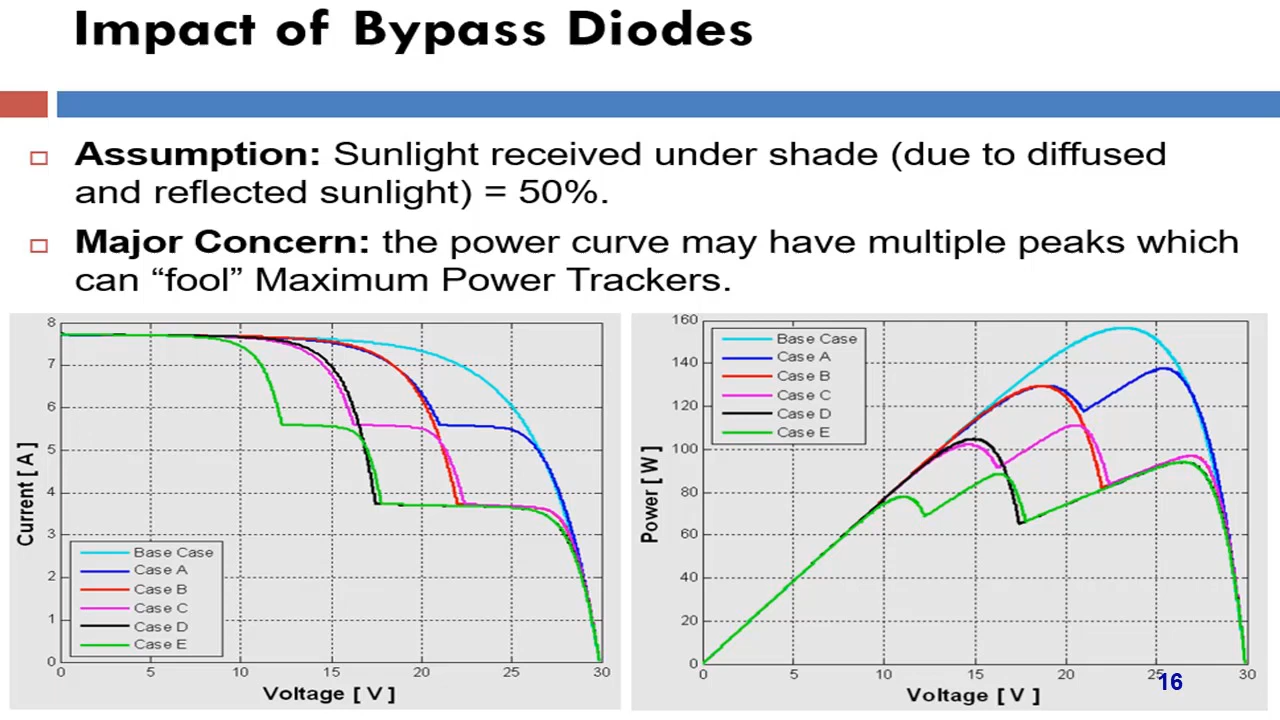 Impact of Bypass Diodes
Assumption: Sunlight received under shade (due to diffused
and reflected sunlight) = 50%.
Major Concern: the power curve may have multiple peaks which
can “fool” Maximum Power Trackers.
8
7
6
5
4
3
2
1
0
Current [ A ]
Base Case
Case A
Case B
Case C
Case D
Case E
0 5 10 15 20 25 30
Voltage [ V ]
160
140
120
100
80
60
40
20
0
Power [ W ]
Base Case
Case A
Case B
Case C
Case D
Case E
0 5 10 15 20 25 30
Voltage [ V ]
16